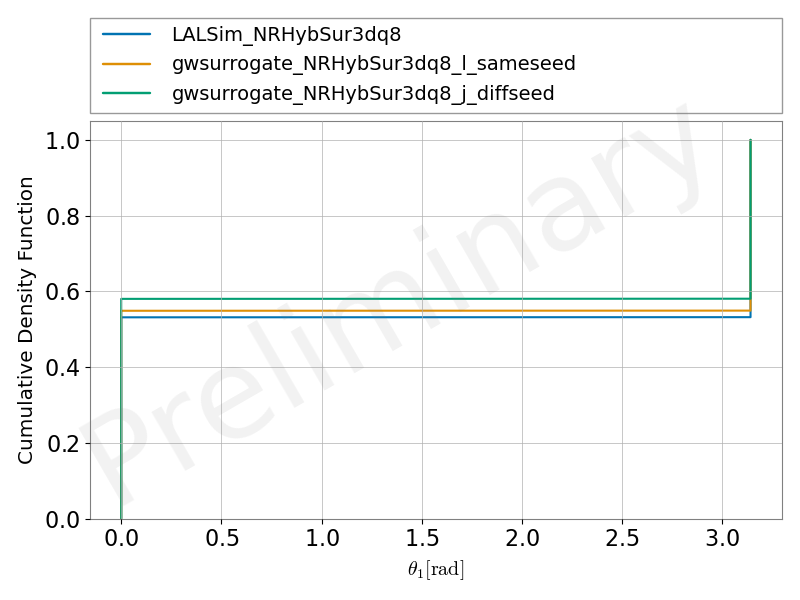 LALSim_NRHybSur3dq8
gwsurrogate_NRHybSur3dq8_l_sameseed
gwsurrogate_NRHybSur3dq8_j_diffseed
Preliminary
Cumulative Density Function
1.0
0.8
0.6
0.4
0.2
0.0
0.0 0.5 1.0 1.5 2.0 2.5 3.0
θ₁[rad]